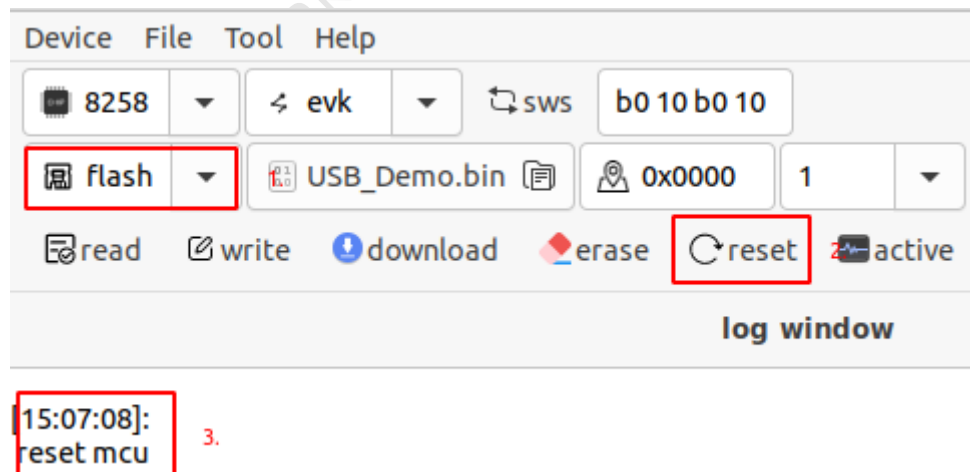 Device File Tool Help
8258 evk sws b0 10 b0 10
flash 1. USB_Demo.bin 0x0000 1
read write download erase reset 2. active
log window
[15:07:08]:
reset mcu
3.